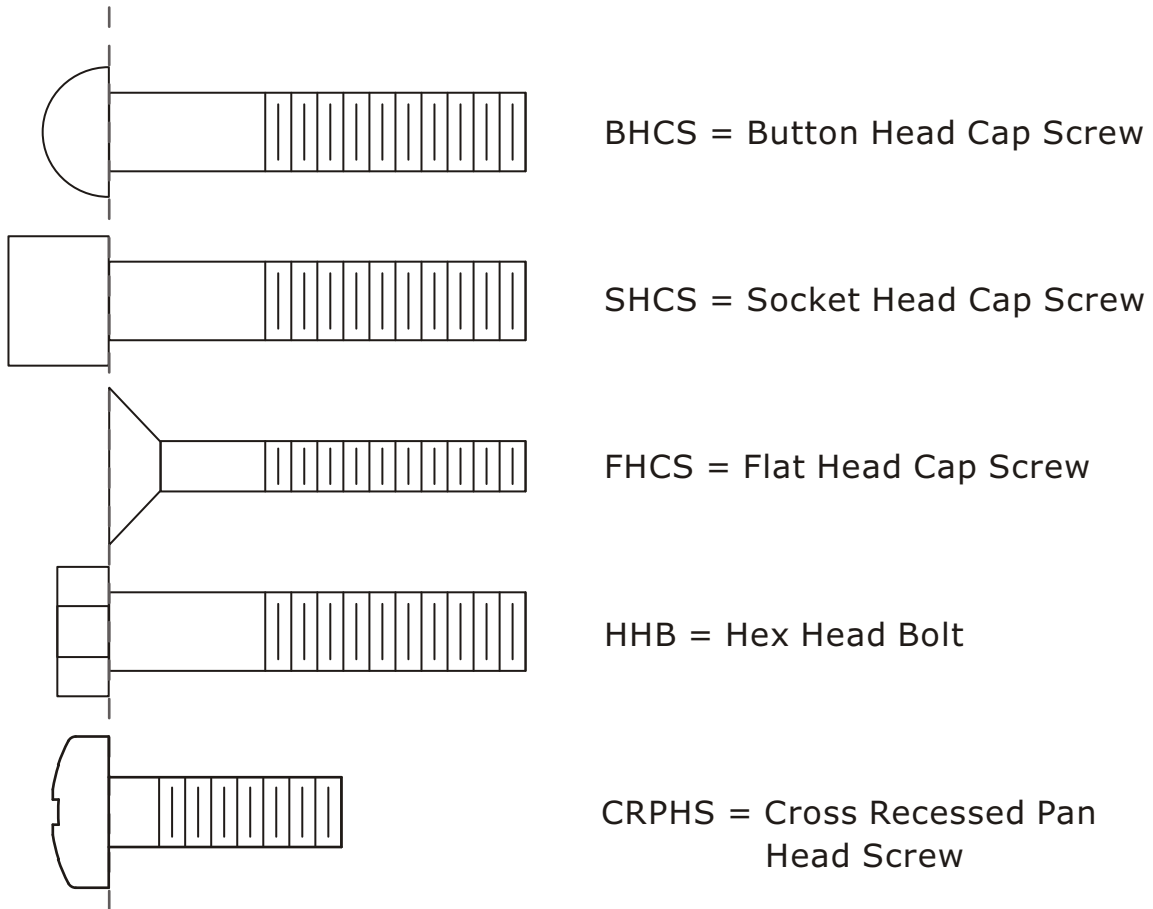 BHCS = Button Head Cap Screw
SHCS = Socket Head Cap Screw
FHCS = Flat Head Cap Screw
HHB = Hex Head Bolt
CRPHS = Cross Recessed Pan
Head Screw